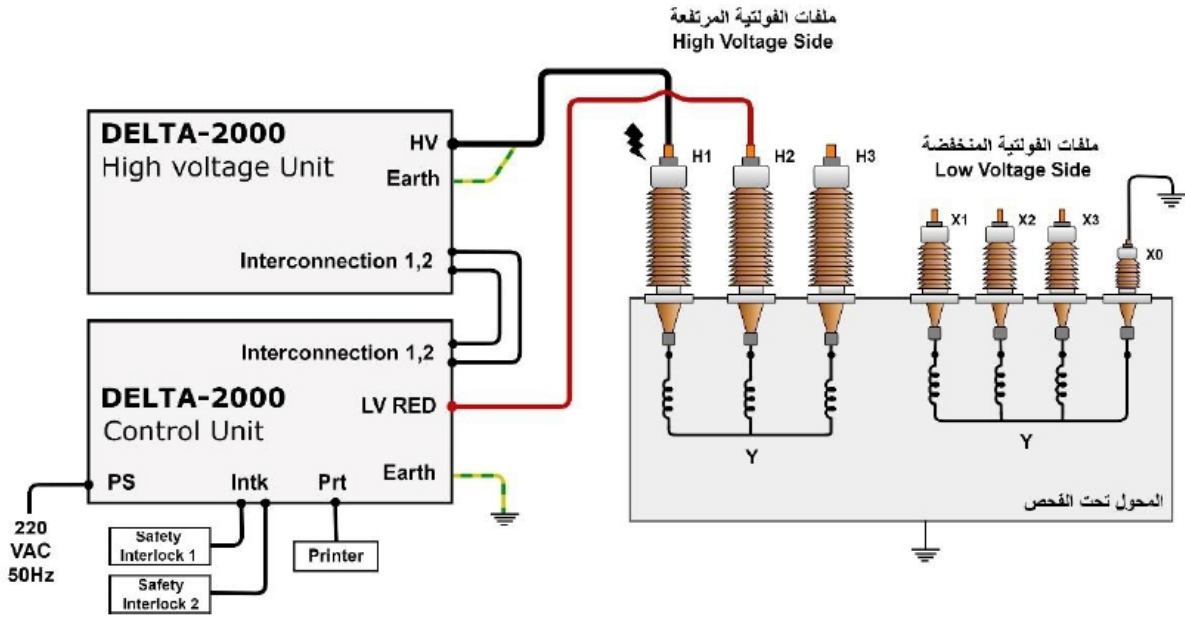 ملفات الفولتية المرتفعة
High Voltage Side
DELTA-2000
High voltage Unit
HV
Earth
Interconnection 1,2
H1
H2
H3
ملفات الفولتية المنخفضة
Low Voltage Side
X1
X2
X3
X0
Interconnection 1,2
DELTA-2000
Control Unit
LV RED
Earth
PS
Intk
Prt
220
VAC
50Hz
Safety
Interlock 1
Safety
Interlock 2
Printer
Y
Y
المحول تحت الفحص